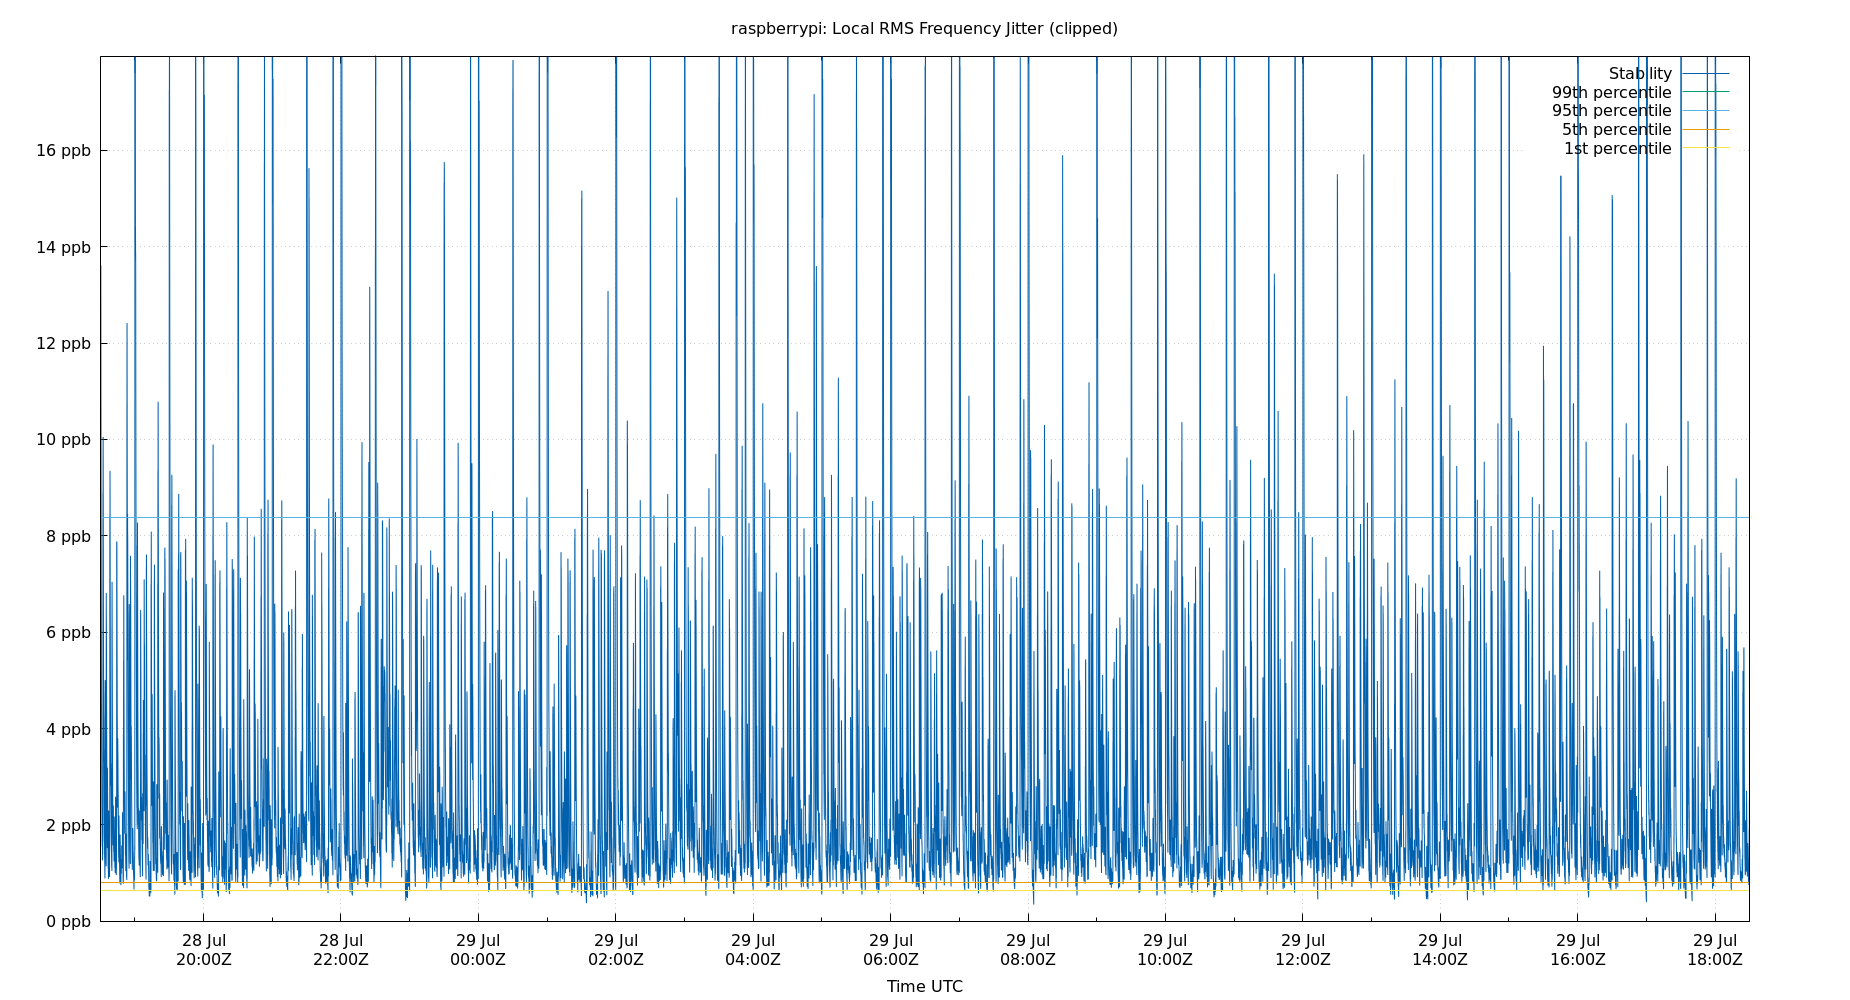 raspberrypi: Local RMS Frequency Jitter (clipped)
Stability
99th percentile
95th percentile
5th percentile
1st percentile
16 ppb
14 ppb
12 ppb
10 ppb
8 ppb
6 ppb
4 ppb
2 ppb
0 ppb
28 Jul 28 Jul 29 Jul 29 Jul 29 Jul 29 Jul 29 Jul 29 Jul 29 Jul 29 Jul 29 Jul 29 Jul
20:00Z 22:00Z 00:00Z 02:00Z 04:00Z 06:00Z 08:00Z 10:00Z 12:00Z 14:00Z 16:00Z 18:00Z
Time UTC